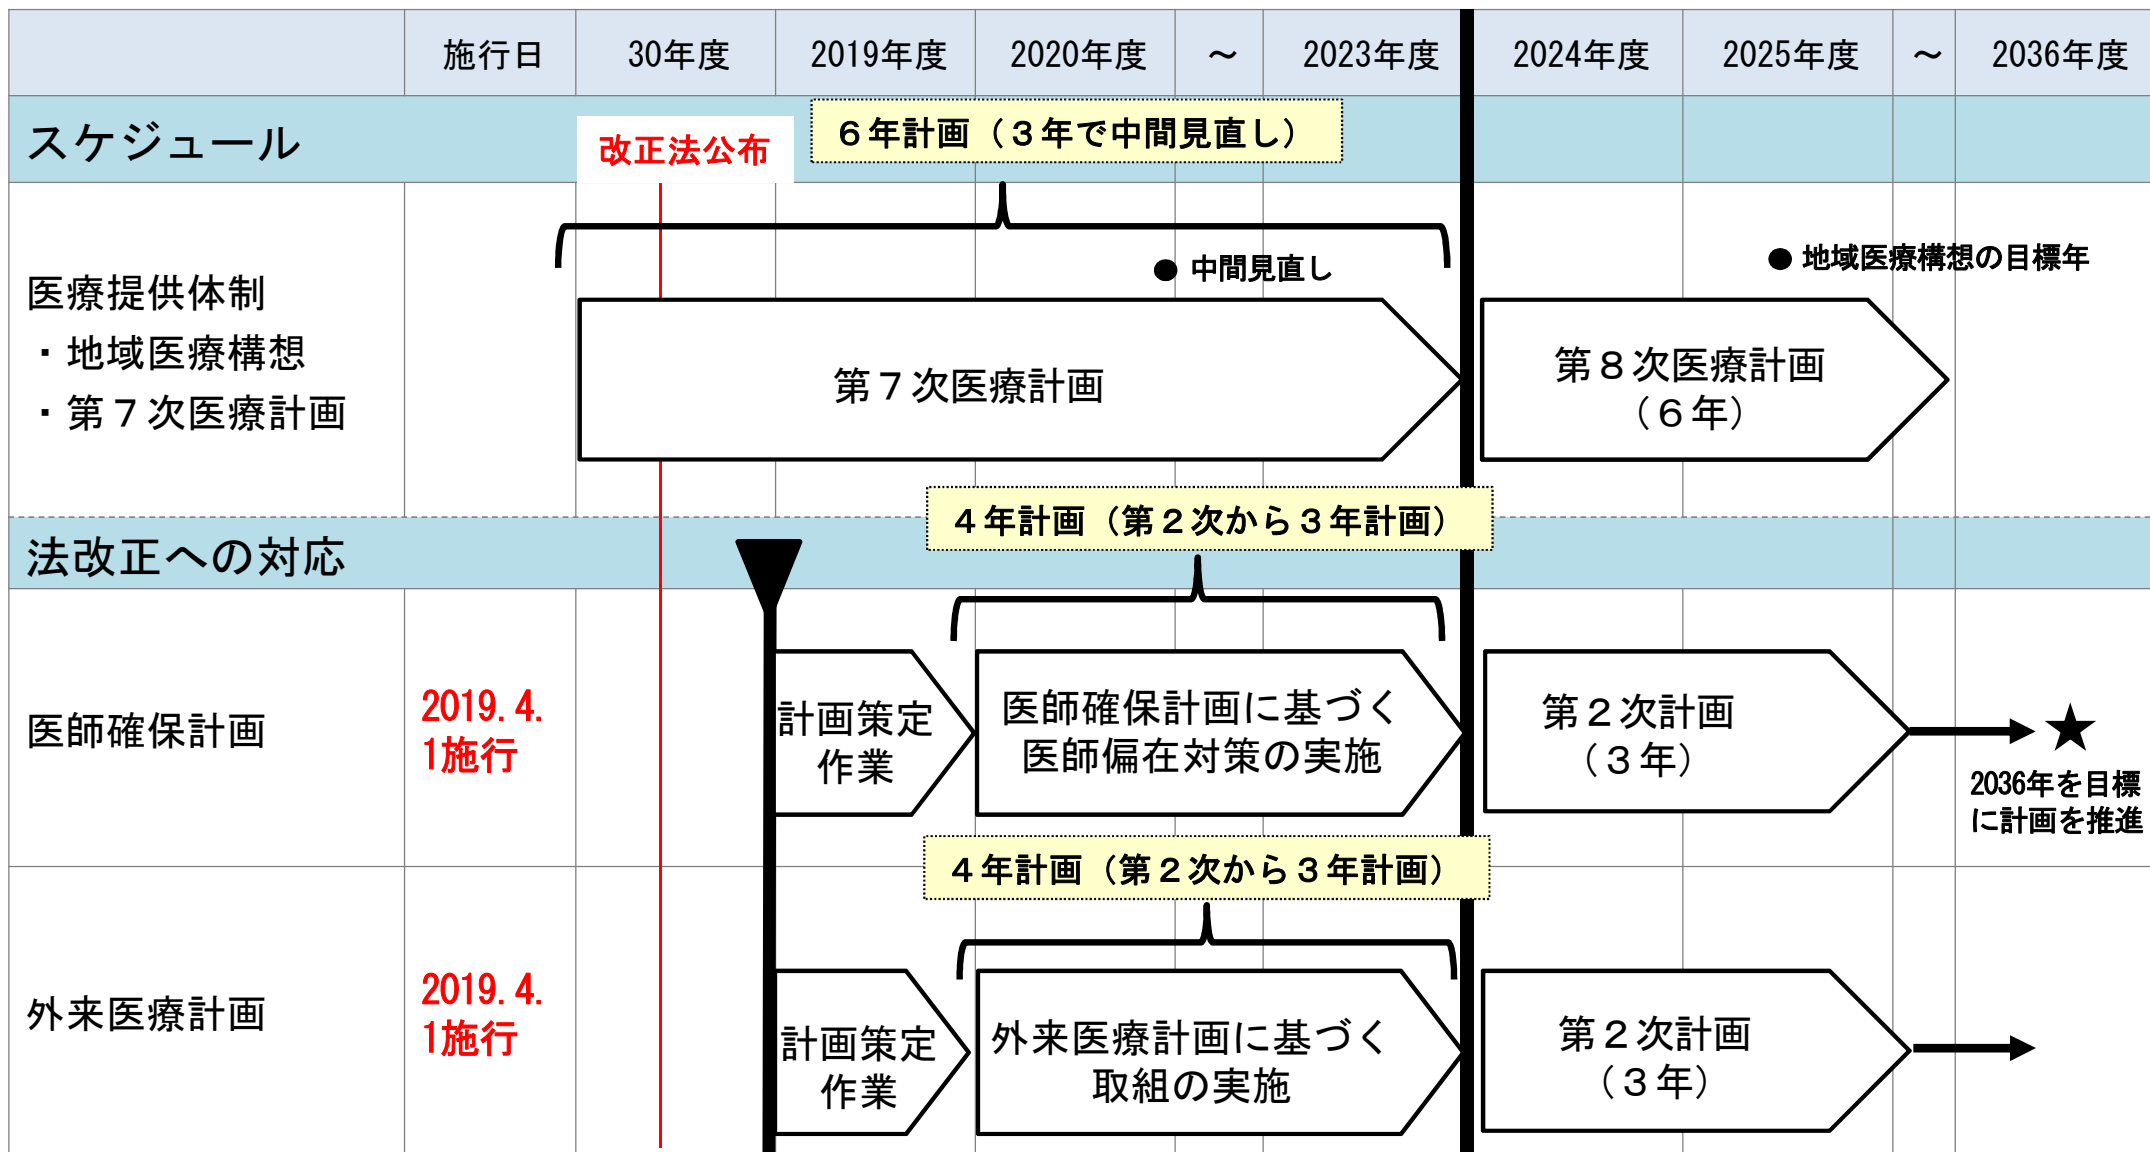 施行日 30年度 2019年度 2020年度 ～ 2023年度 2024年度 2025年度 ～ 2036年度
スケジュール
改正法公布
６年計画（３年で中間見直し）
医療提供体制
・地域医療構想
・第７次医療計画
● 中間見直し
● 地域医療構想の目標年
第７次医療計画
第８次医療計画
（６年）
４年計画（第２次から３年計画）
法改正への対応
医師確保計画
2019. 4.
1施行
計画策定
作業
医師確保計画に基づく
医師偏在対策の実施
第２次計画
（３年）
★
2036年を目標
に計画を推進
４年計画（第２次から３年計画）
外来医療計画
2019. 4.
1施行
計画策定
作業
外来医療計画に基づく
取組の実施
第２次計画
（３年）